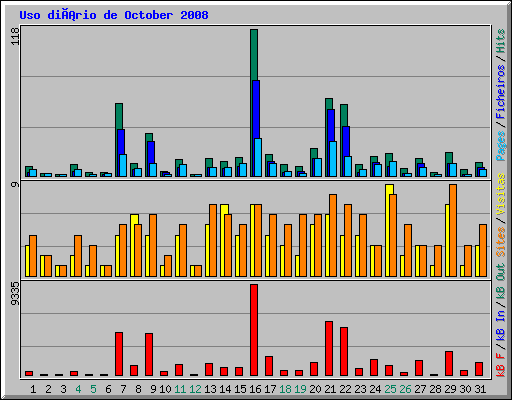 Uso diÃ¡rio de October 2008
118
9
9335
Pages / Ficheiros / Hits
Sites / Visitas
kB F / kB In / kB Out
1 2 3 4 5 6 7 8 9 10 11 12 13 14 15 16 17 18 19 20 21 22 23 24 25 26 27 28 29 30 31